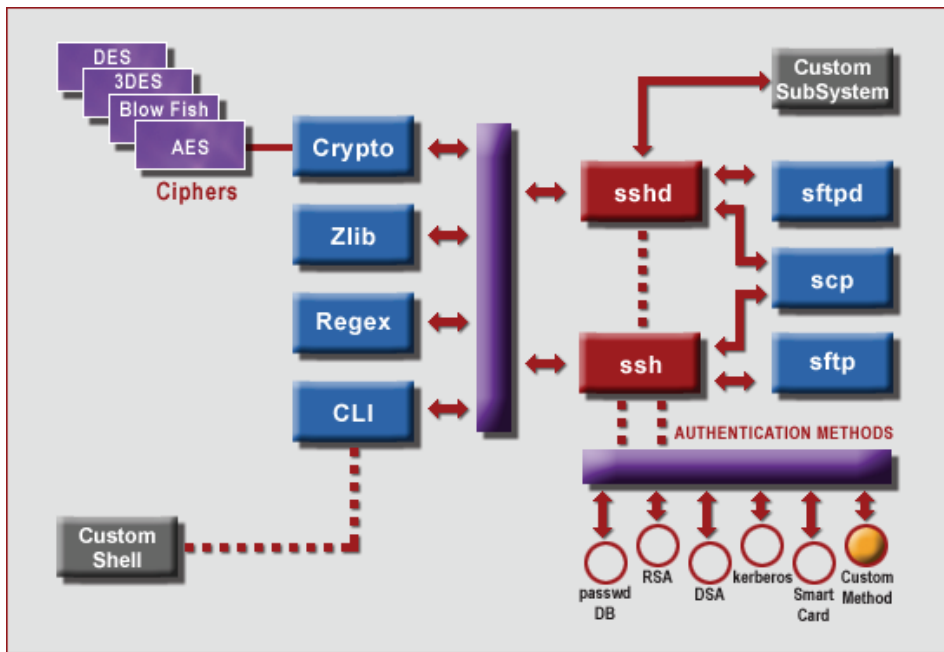 DES
3DES
Blow Fish
AES
Ciphers
Crypto
Zlib
Regex
CLI
Custom
Shell
Custom
SubSystem
sshd
sftpd
scp
ssh
sftp
AUTHENTICATION METHODS
passwd
DB
RSA
DSA
kerberos
Smart
Card
Custom
Method